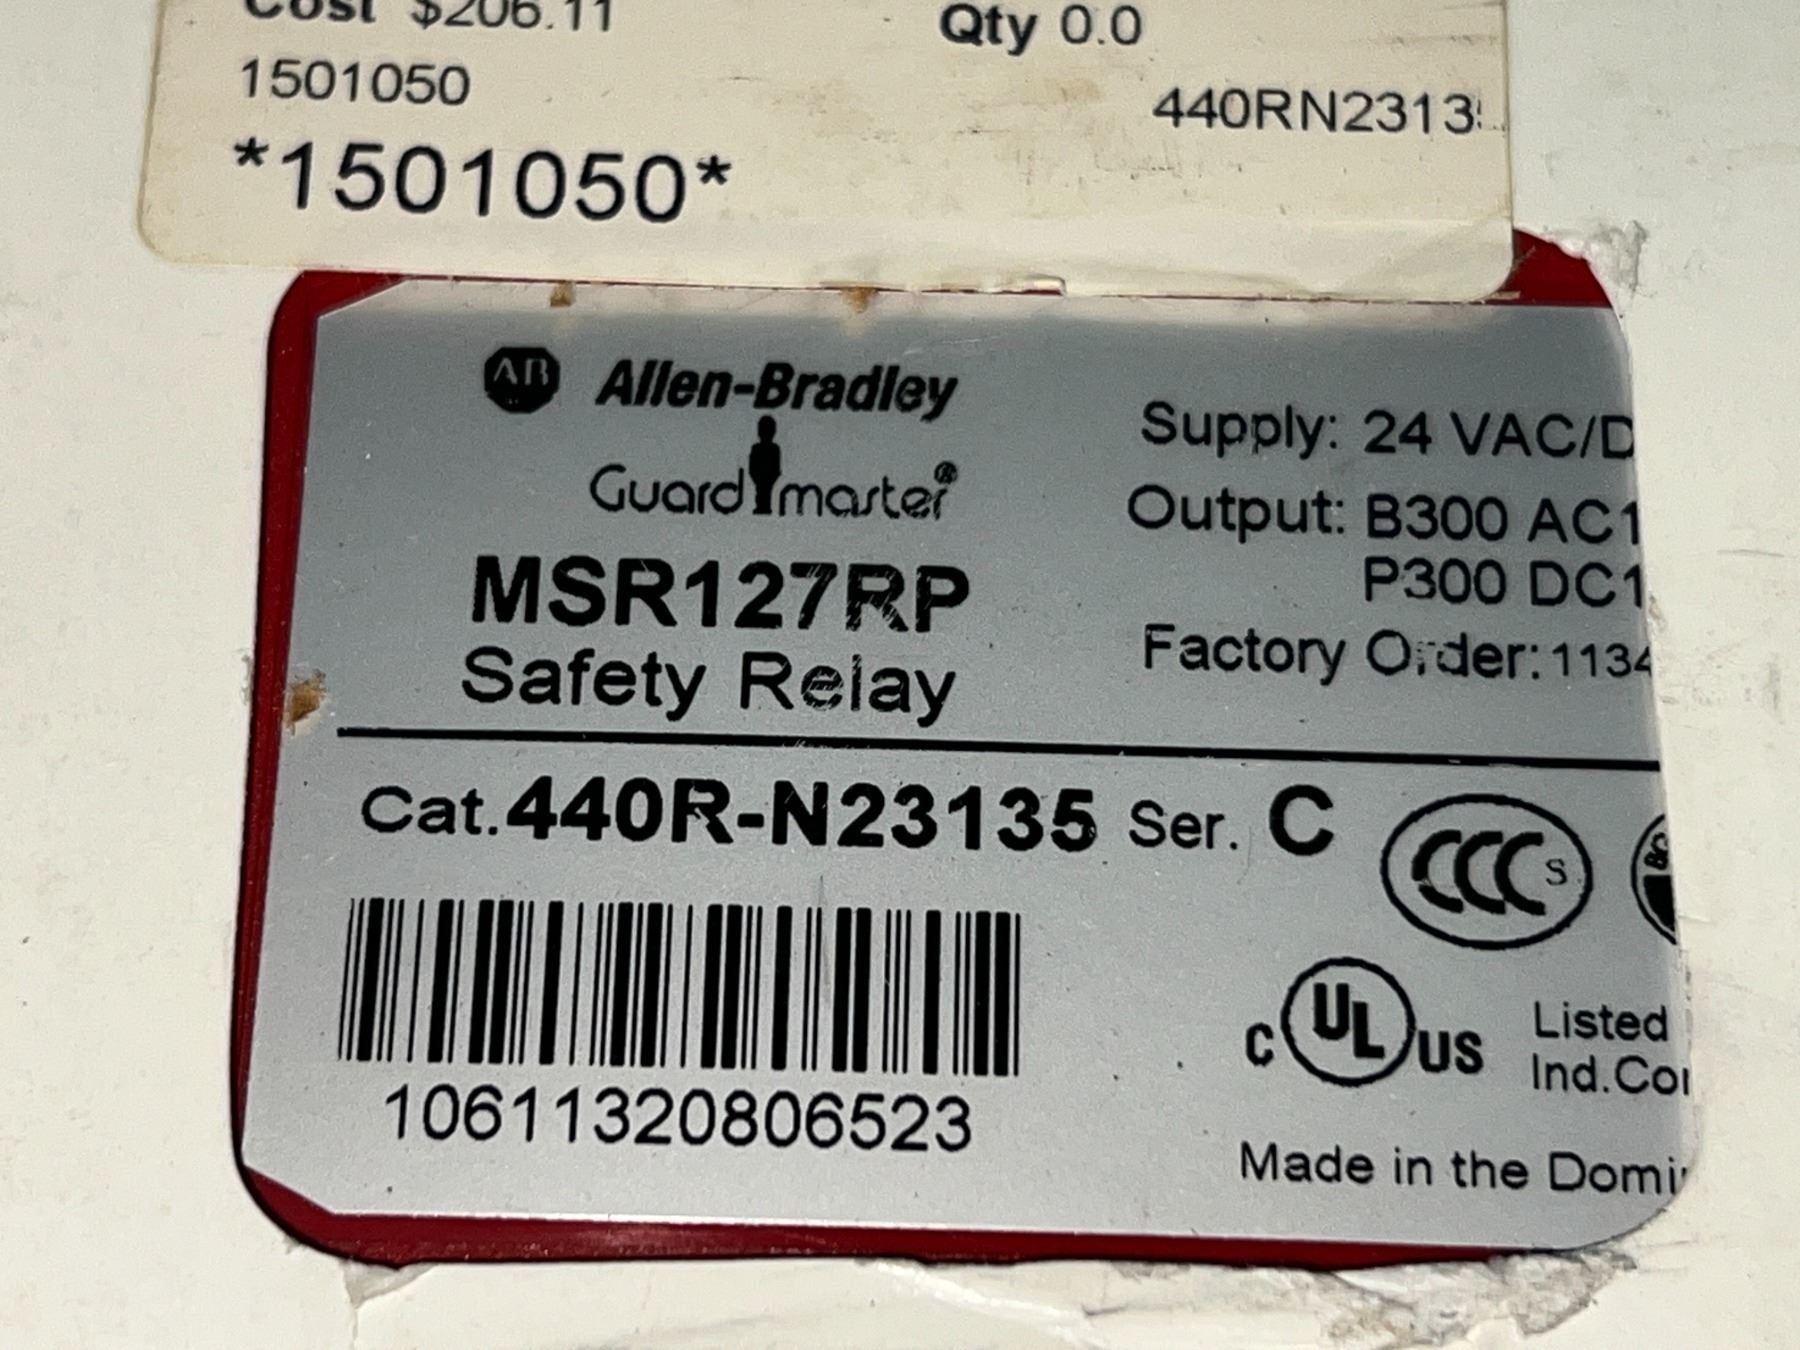 Cost $206.11 Qty 0.0
1501050
440RN2313
*1501050*
AB Allen-Bradley
Guardmaster®
MSR127RP
Safety Relay
Supply: 24 VAC/D
Output: B300 AC1
P300 DC1
Factory Order: 1134
Cat. 440R-N23135 Ser. C
CCC S
10611320806523
C UL US Listed
Ind.Co
Made in the Domi